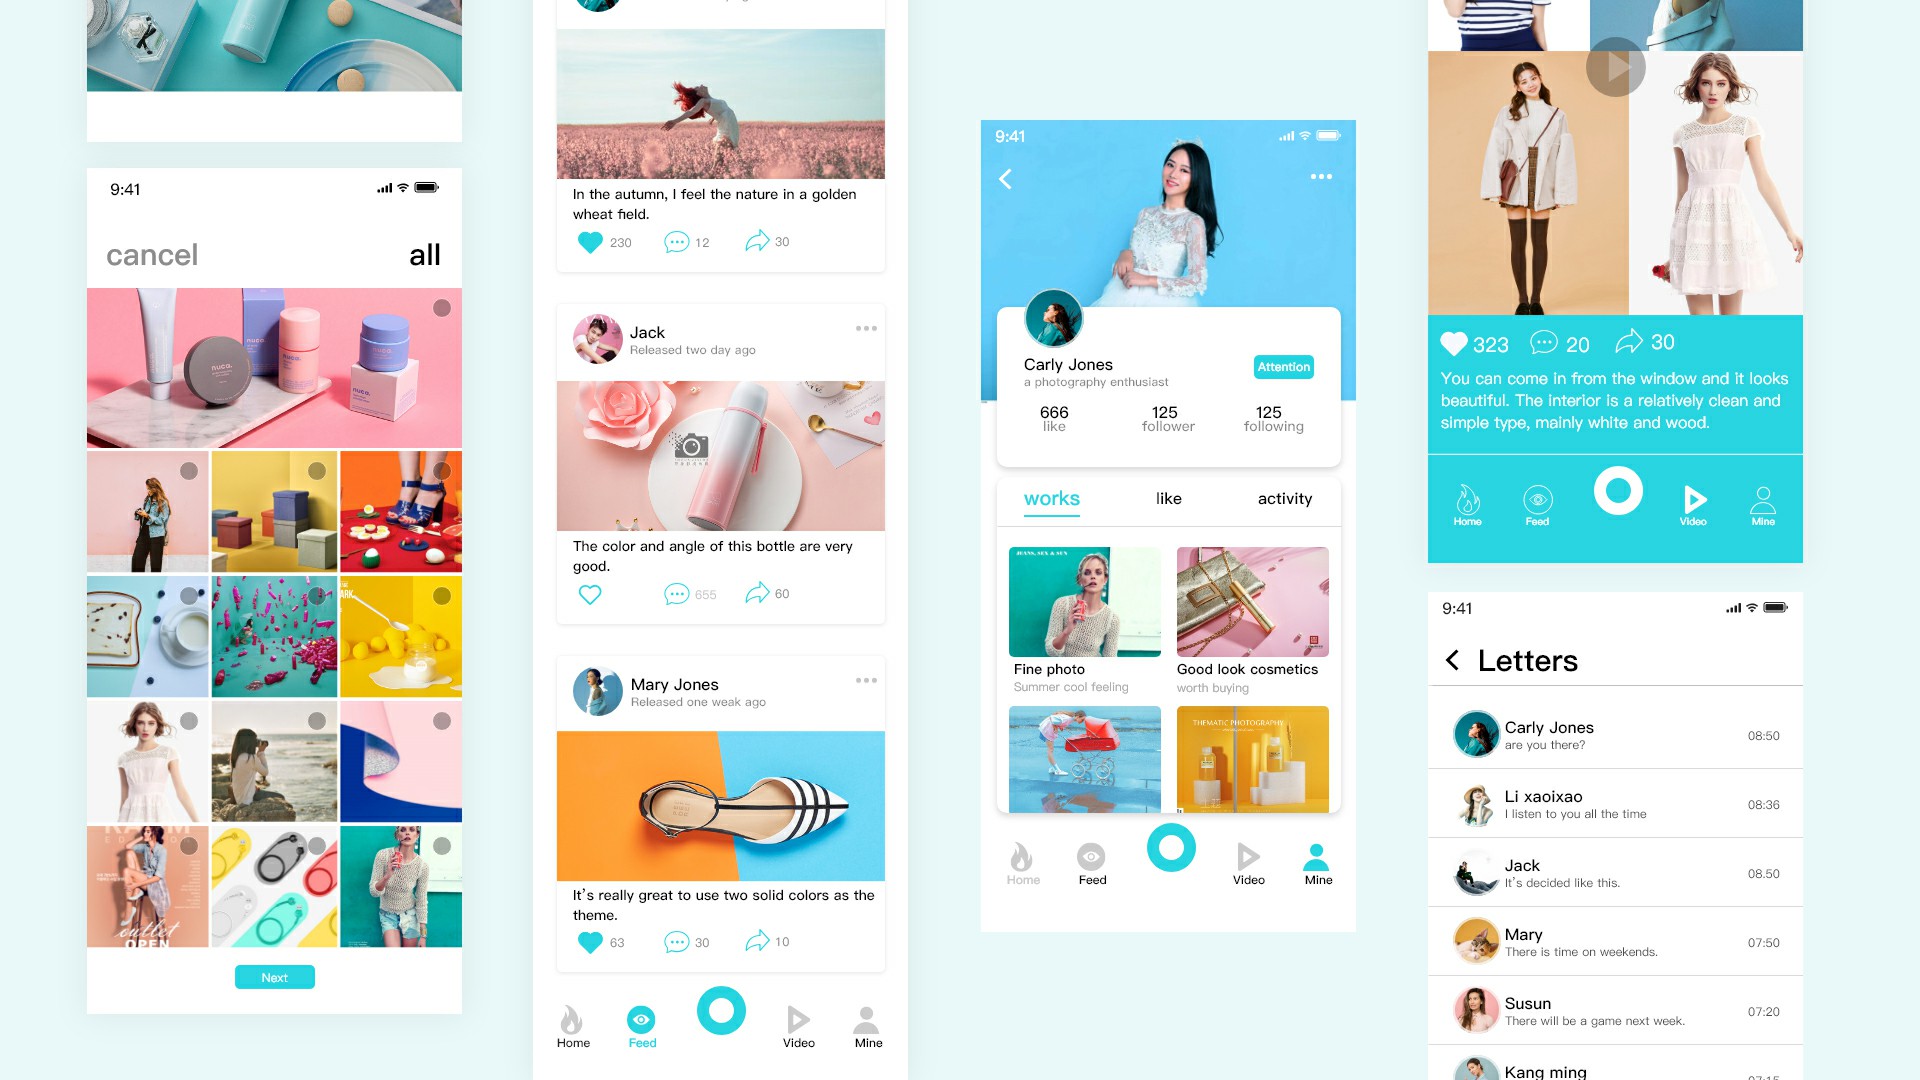 9:41
cancel
all
nuco.
nuco.
nuco.
outlet
OPEN
Next
In the autumn, I feel the nature in a golden
wheat field.
230
12
30
Jack
Released two day ago
The color and angle of this bottle are very
good.
655
60
Mary Jones
Released one weak ago
It's really great to use two solid colors as the
theme.
63
30
10
Home
Feed
Video
Mine
9:41
Carly Jones
a photography enthusiast
Attention
666
like
125
follower
125
following
works
like
activity
JEANS, SEX & SUN
Fine photo
Summer cool feeling
Good look cosmetics
worth buying
THEMATIC PHOTOGRAPHY
Home
Feed
Video
Mine
323
20
30
You can come in from the window and it looks
beautiful. The interior is a relatively clean and
simple type, mainly white and wood.
Home
Feed
Video
Mine
9:41
Letters
Carly Jones
are you there?
08:50
Li xaoixao
I listen to you all the time
08:36
Jack
It's decided like this.
08.50
Mary
There is time on weekends.
07:50
Susun
There will be a game next week.
07:20
Kang ming